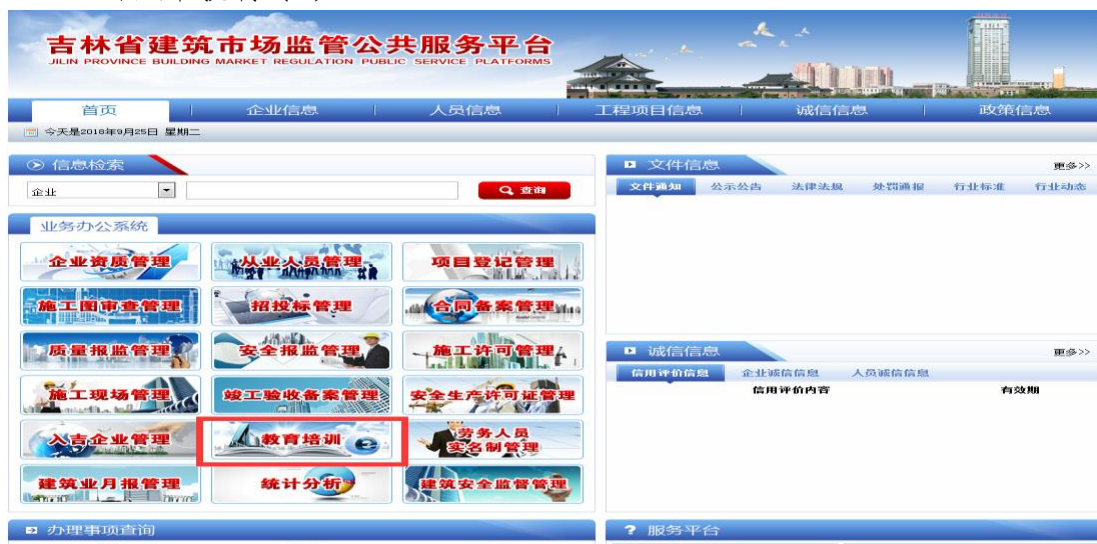 吉林省建筑市场监管公共服务平台
JILIN PROVINCE BUILDING MARKET REGULATION PUBLIC SERVICE PLATFORMS
首页 企业信息 人员信息 工程项目信息 诚信信息 政策信息
今天是2018年9月25日 星期二
信息检索
企业 查询
业务办公系统
企业资质管理 从业人员管理 项目登记管理
施工图审查管理 招投标管理 合同备案管理
质量报监管理 安全报监管理 施工许可管理
施工现场管理 竣工验收备案管理 安全生产许可证管理
入吉企业管理 教育培训 劳务人员
实名制管理
建筑业月报管理 统计分析 建筑安全监督管理
办理事项查询
文件信息 更多>>
文件通知 公示公告 法律法规 处罚通报 行业标准 行业动态
诚信信息 更多>>
信用评价信息 企业诚信信息 人员诚信信息
信用评价内容 有效期
服务平台